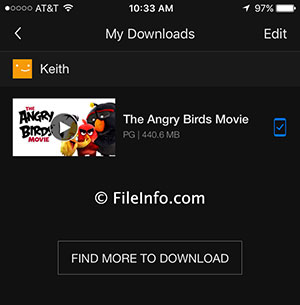 AT&T 10:33 AM 97%
My Downloads Edit
Keith
THE ANGRY BIRDS MOVIE
The Angry Birds Movie
PG | 440.6 MB
© FileInfo.com
FIND MORE TO DOWNLOAD